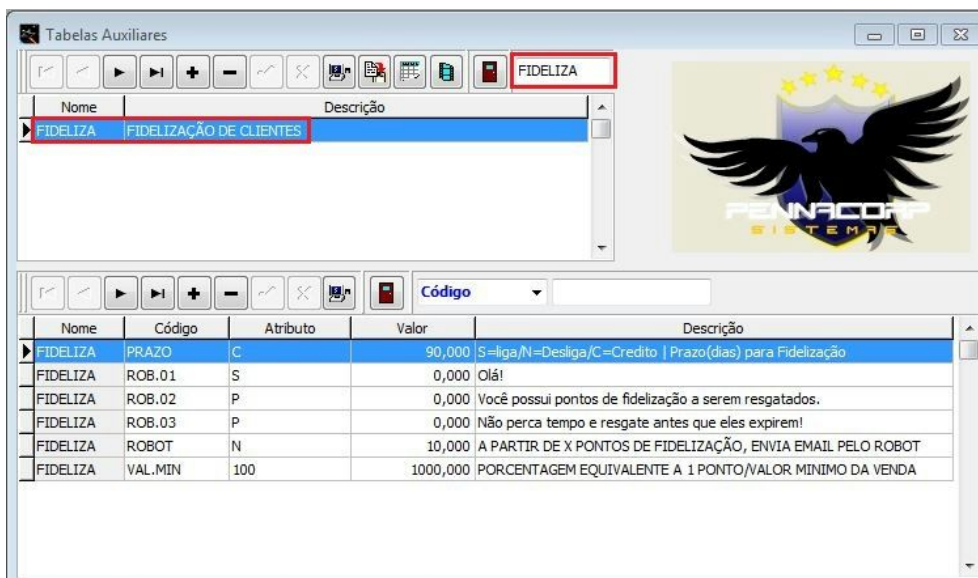 Tabelas Auxiliares
FIDELIZA
Nome Descrição
FIDELIZA FIDELIZAÇÃO DE CLIENTES
PENNACORP
SISTEMAS
Código
Nome Código Atributo Valor Descrição
FIDELIZA PRAZO C 90,000 S=liga/N=Desliga/C=Credito | Prazo(dias) para Fidelização
FIDELIZA ROB.01 S 0,000 Olá!
FIDELIZA ROB.02 P 0,000 Você possui pontos de fidelização a serem resgatados.
FIDELIZA ROB.03 P 0,000 Não perca tempo e resgate antes que eles expirem!
FIDELIZA ROBOT N 10,000 A PARTIR DE X PONTOS DE FIDELIZAÇÃO, ENVIA EMAIL PELO ROBOT
FIDELIZA VAL.MIN 100 1000,000 PORCENTAGEM EQUIVALENTE A 1 PONTO/VALOR MINIMO DA VENDA